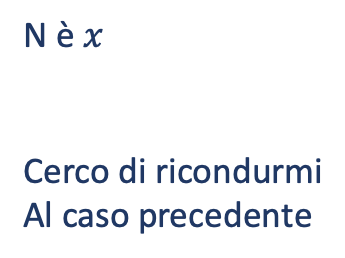 N è x
Cerco di ricondurmi
Al caso precedente